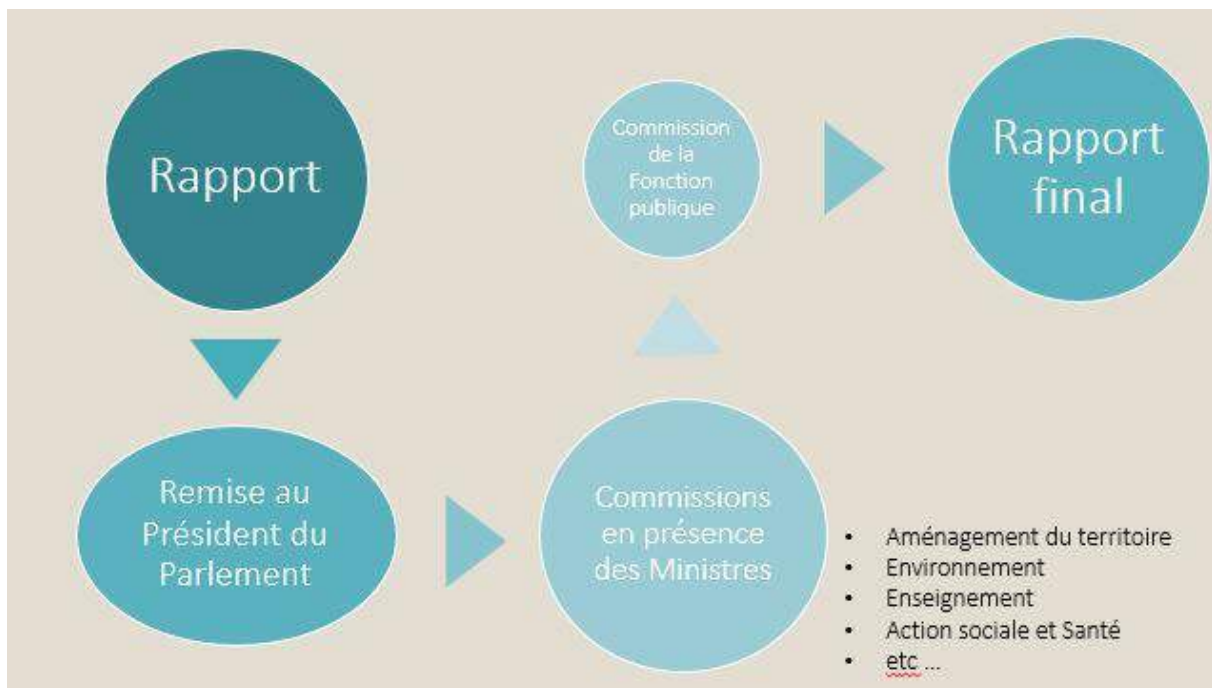 Rapport
Remise au
Président du
Parlement
Commissions
en présence
des Ministres
• Aménagement du territoire
• Environnement
• Enseignement
• Action sociale et Santé
• etc ...
Commission
de la
Fonction
publique
Rapport
final